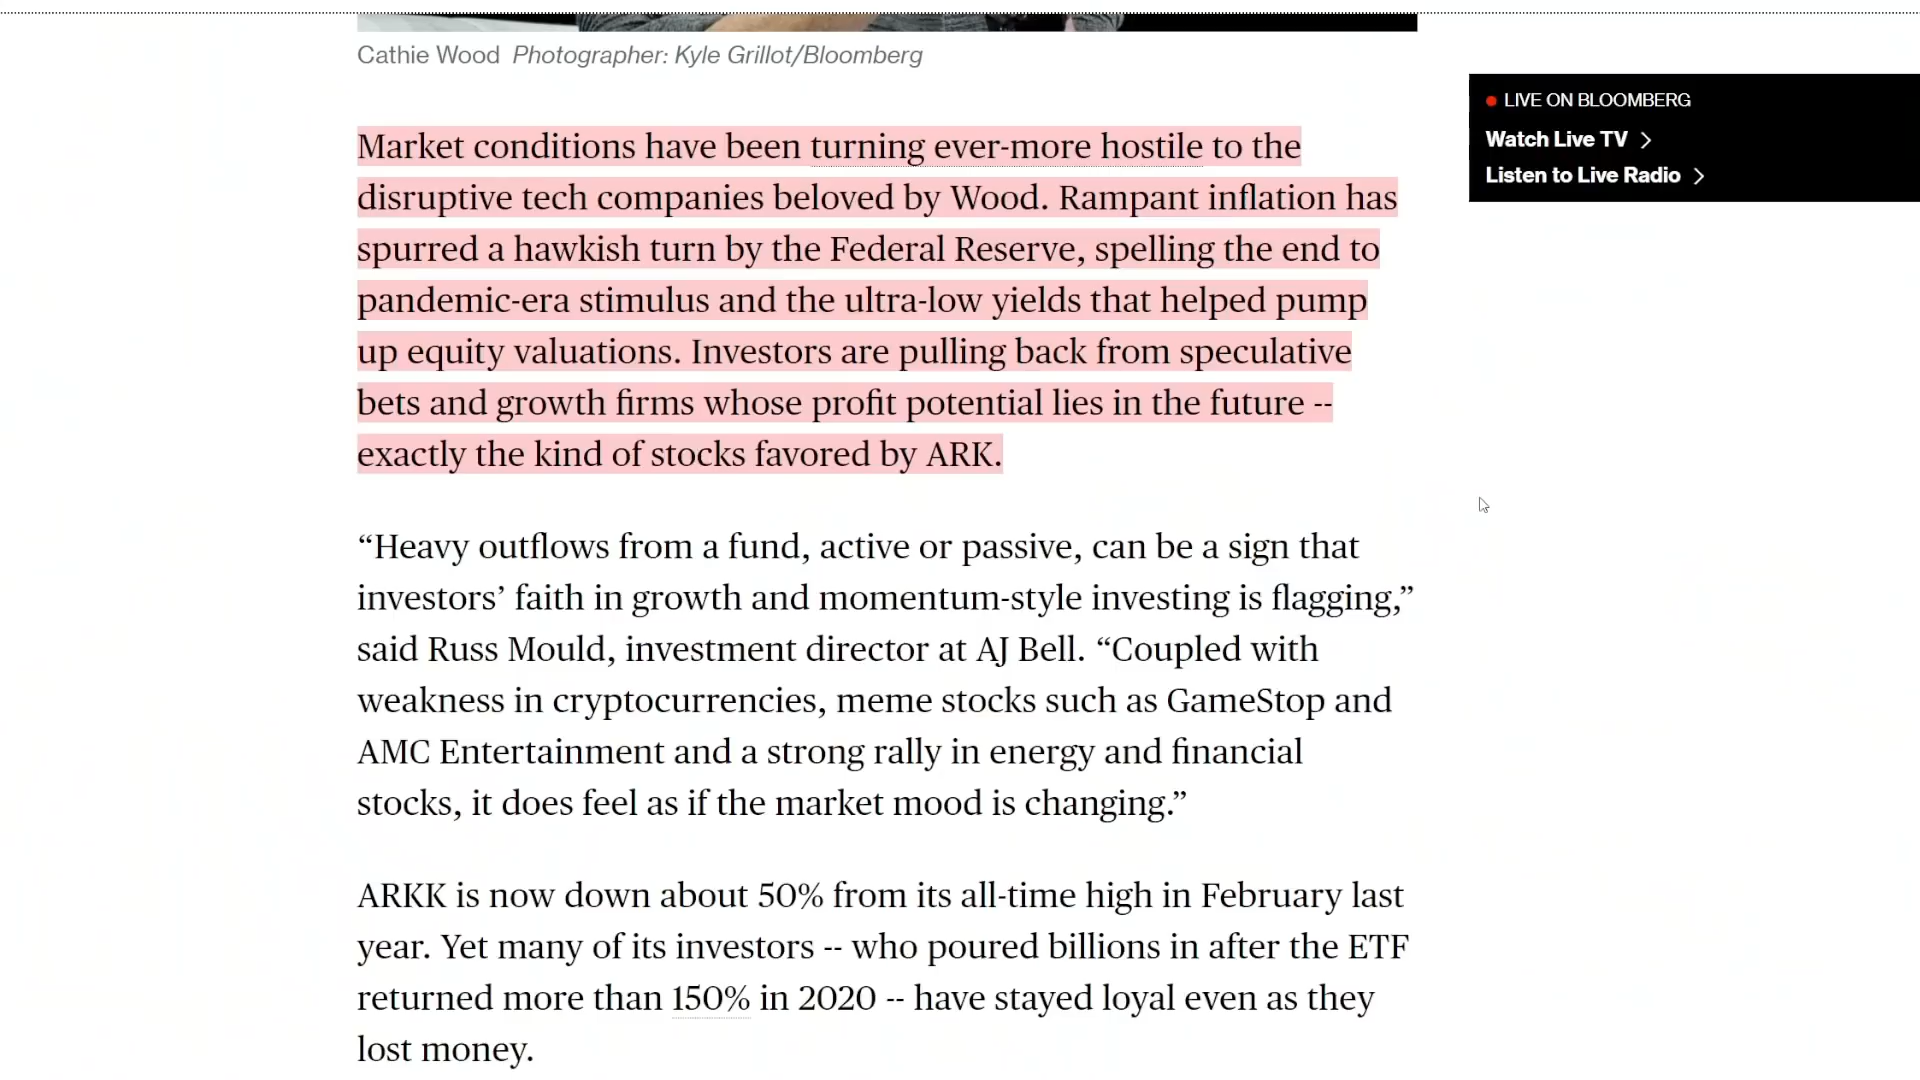 Cathie Wood Photographer: Kyle Grillot/Bloomberg
LIVE ON BLOOMBERG
Watch Live TV
Listen to Live Radio
Market conditions have been turning ever-more hostile to the
disruptive tech companies beloved by Wood. Rampant inflation has
spurred a hawkish turn by the Federal Reserve, spelling the end to
pandemic-era stimulus and the ultra-low yields that helped pump
up equity valuations. Investors are pulling back from speculative
bets and growth firms whose profit potential lies in the future --
exactly the kind of stocks favored by ARK.
“Heavy outflows from a fund, active or passive, can be a sign that
investors’ faith in growth and momentum-style investing is flagging,”
said Russ Mould, investment director at AJ Bell. “Coupled with
weakness in cryptocurrencies, meme stocks such as GameStop and
AMC Entertainment and a strong rally in energy and financial
stocks, it does feel as if the market mood is changing.”
ARKK is now down about 50% from its all-time high in February last
year. Yet many of its investors -- who poured billions in after the ETF
returned more than 150% in 2020 -- have stayed loyal even as they
lost money.